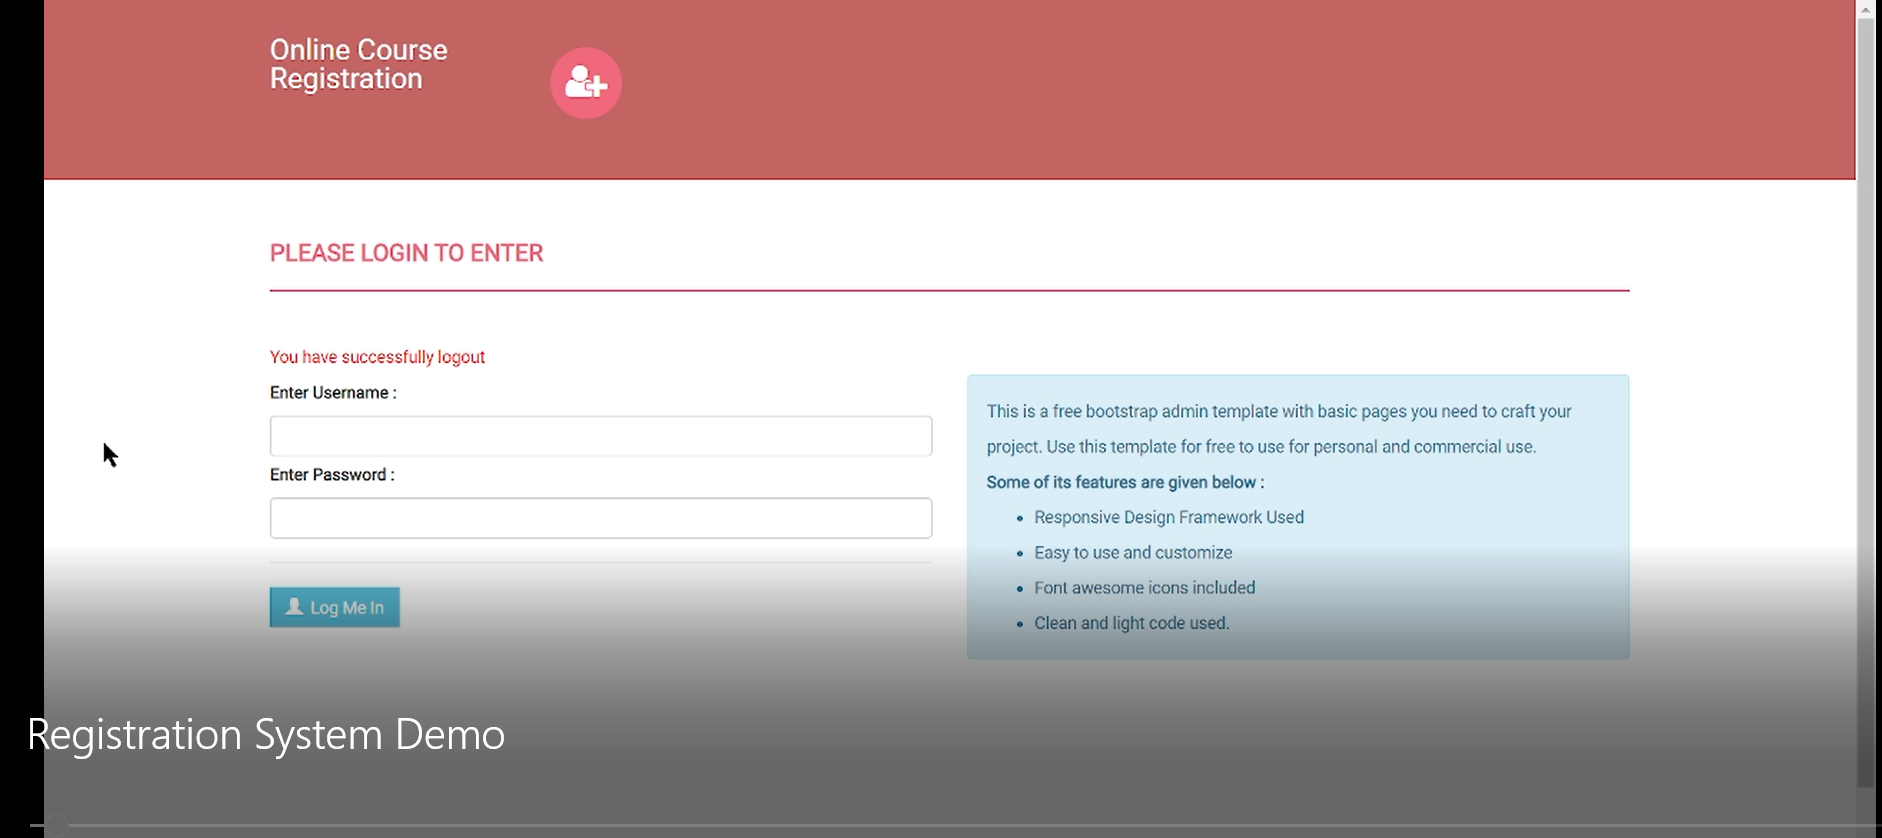 Online Course
Registration
PLEASE LOGIN TO ENTER
You have successfully logout
Enter Username :
Enter Password :
Log Me In
This is a free bootstrap admin template with basic pages you need to craft your
project. Use this template for free to use for personal and commercial use.
Some of its features are given below :
• Responsive Design Framework Used
• Easy to use and customize
• Font awesome icons included
• Clean and light code used.
Registration System Demo